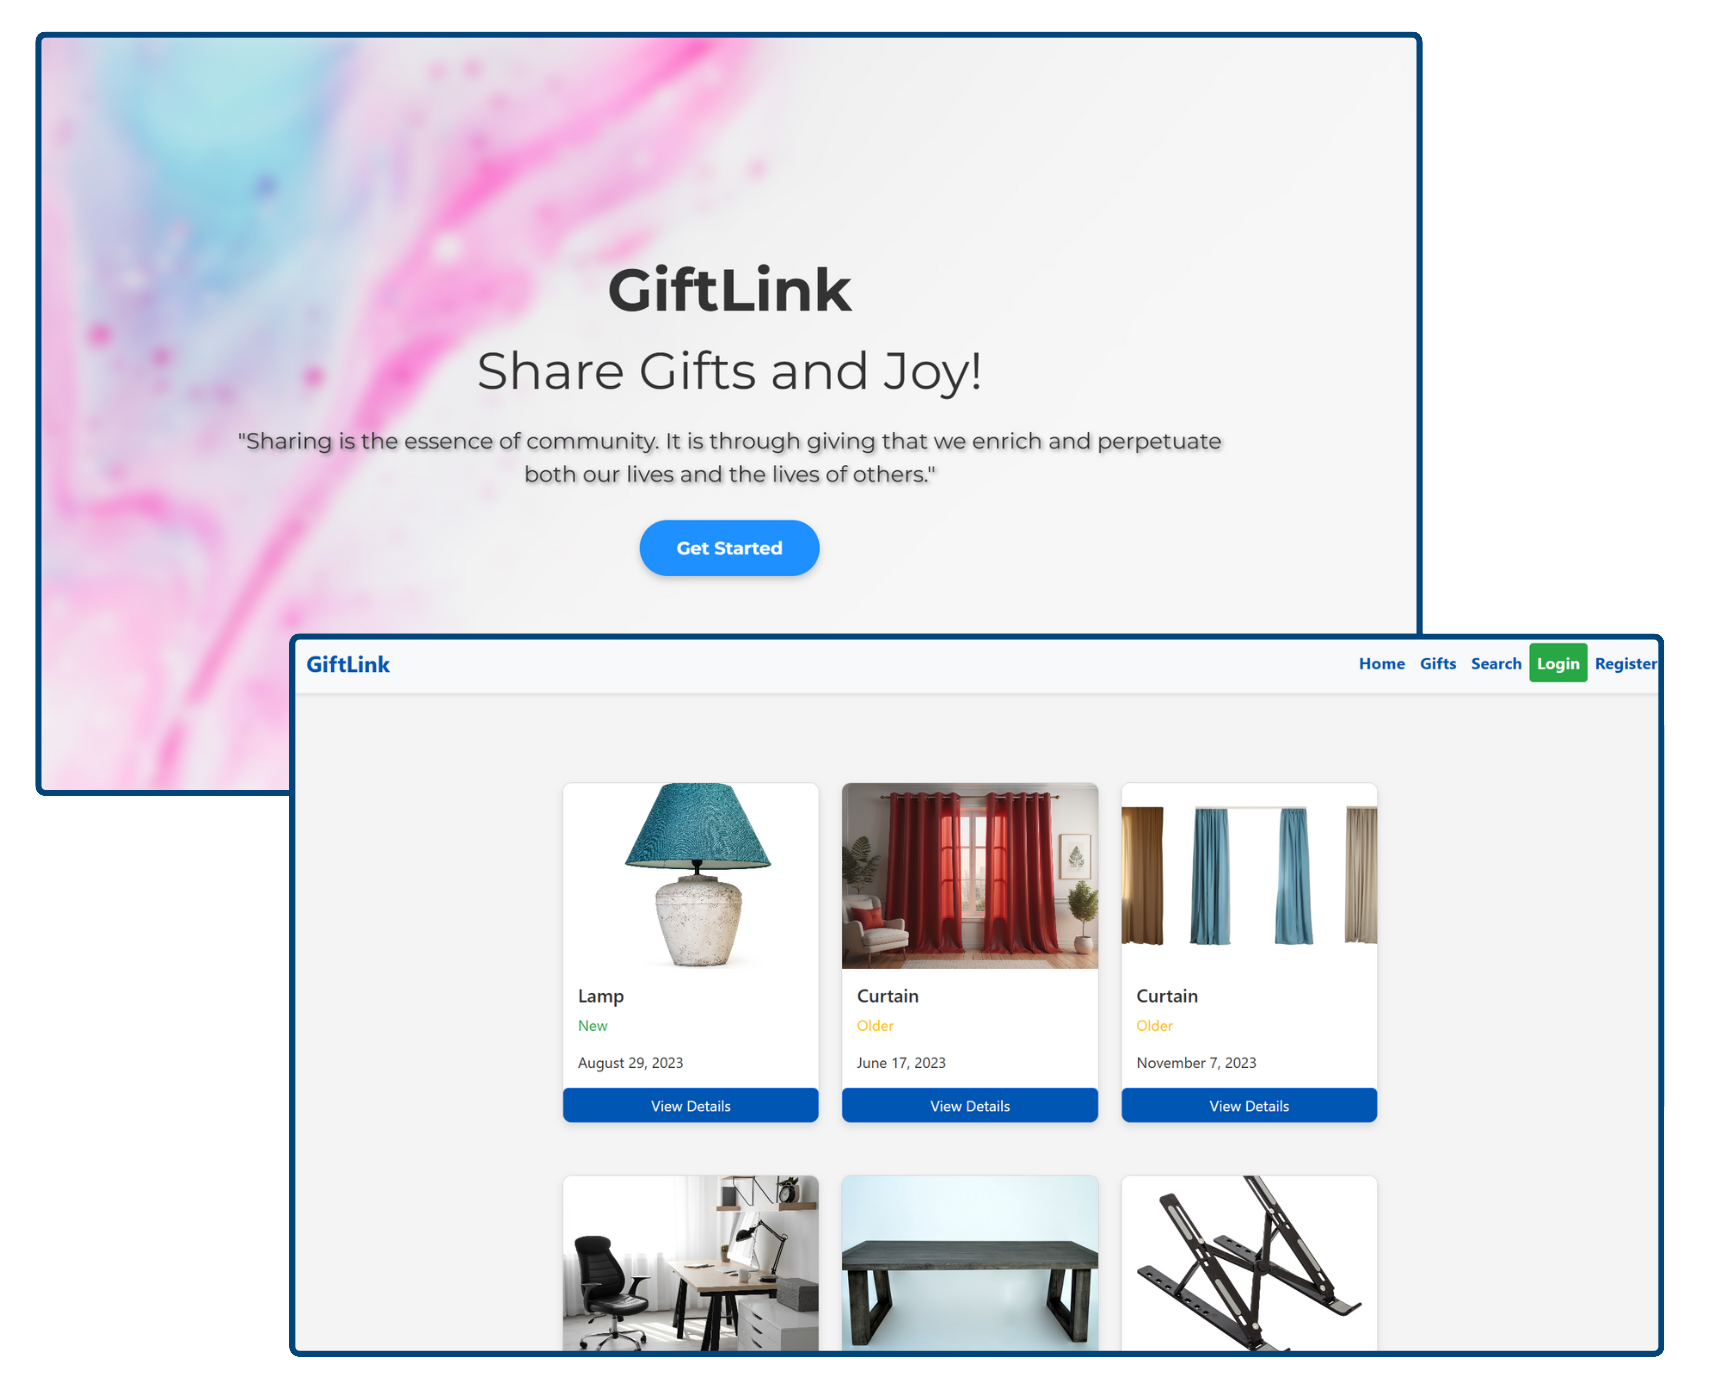 GiftLink
Share Gifts and Joy!
"Sharing is the essence of community. It is through giving that we enrich and perpetuate
both our lives and the lives of others."
Get Started
GiftLink
Home Gifts Search Login Register
Lamp
New
August 29, 2023
View Details
Curtain
Older
June 17, 2023
View Details
Curtain
Older
November 7, 2023
View Details